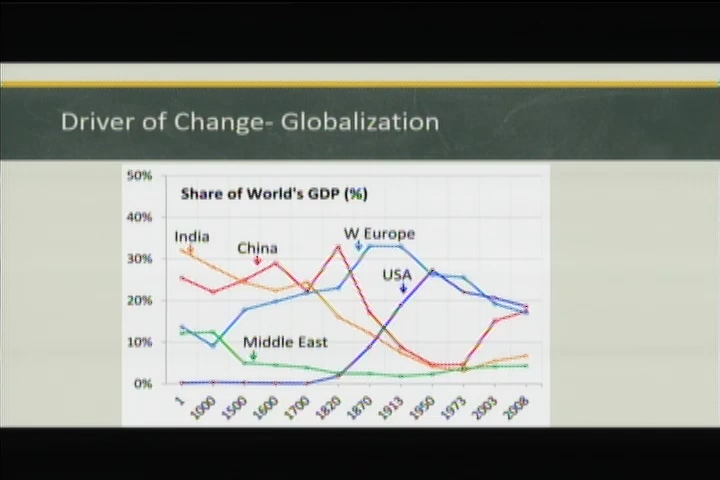 Driver of Change- Globalization
Share of World's GDP (%)
50%
40%
30%
20%
10%
0%
India
China
W Europe
USA
Middle East
1
1000
1500
1600
1700
1820
1870
1913
1950
1973
2003
2008